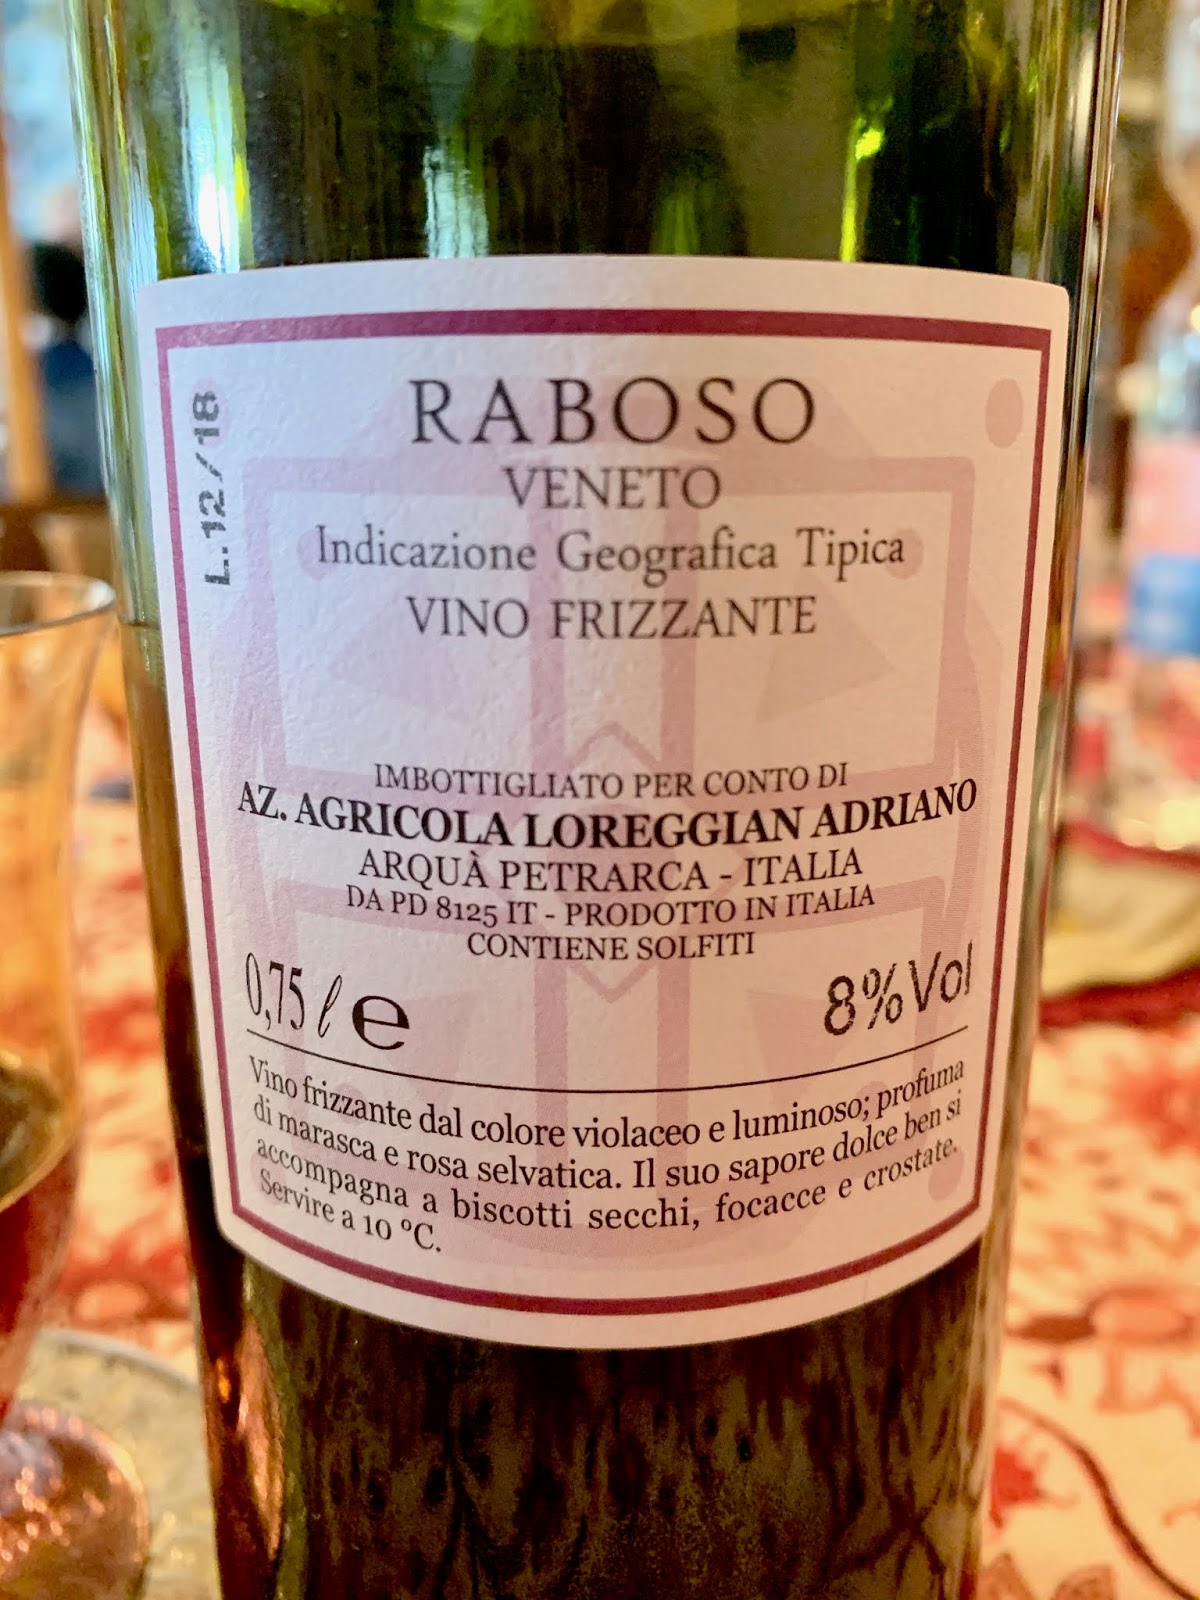 L.12/18
RABOSO
VENETO
Indicazione Geografica Tipica
VINO FRIZZANTE
IMBOTTIGLIATO PER CONTO DI
AZ. AGRICOLA LOREGGIAN ADRIANO
ARQUÀ PETRARCA - ITALIA
DA PD 8125 IT - PRODOTTO IN ITALIA
CONTIENE SOLFITI
0,75 ℓ e 8%Vol
Vino frizzante dal colore violaceo e luminoso; profuma
di marasca e rosa selvatica. Il suo sapore dolce ben si
accompagna a biscotti secchi, focacce e crostate.
Servire a 10 °C.